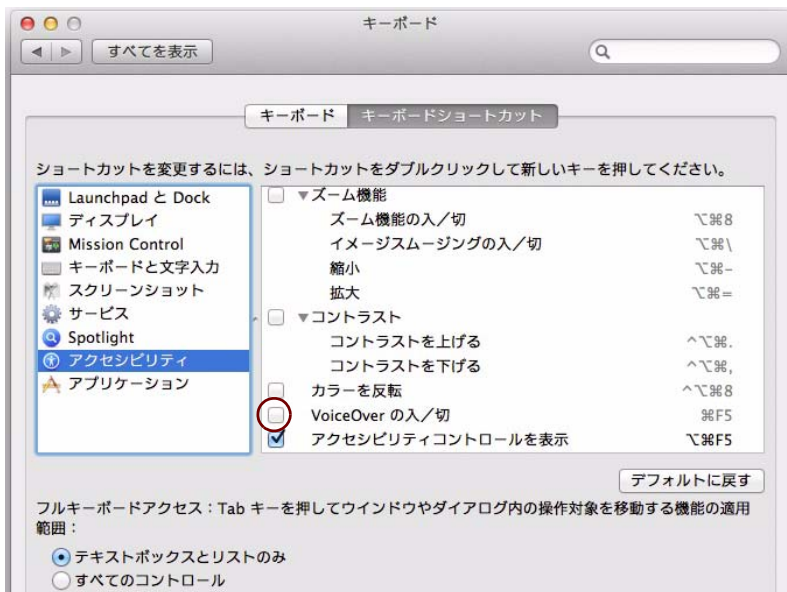 キーボード
すべてを表示
キーボード キーボードショートカット
ショートカットを変更するには、ショートカットをダブルクリックして新しいキーを押してください。
Launchpad と Dock
ディスプレイ
Mission Control
キーボードと文字入力
スクリーンショット
サービス
Spotlight
アクセシビリティ
アプリケーション
▼ズーム機能
ズーム機能の入／切 ⌥⌘8
イメージスムージングの入／切 ⌥⌘\
縮小 ⌥⌘-
拡大 ⌥⌘=
▼コントラスト
コントラストを上げる ^⌥⌘.
コントラストを下げる ^⌥⌘,
カラーを反転 ^⌥⌘8
VoiceOver の入／切 ⌘F5
アクセシビリティコントロールを表示 ⌥⌘F5
デフォルトに戻す
フルキーボードアクセス：Tab キーを押してウインドウやダイアログ内の操作対象を移動する機能の適用
範囲：
テキストボックスとリストのみ
すべてのコントロール